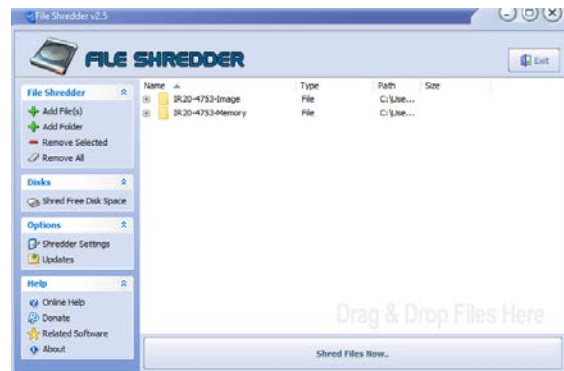 File Shredder v2.5
FILE SHREDDER
Exit
File Shredder
Add File(s)
Add Folder
Remove Selected
Remove All
Disks
Shred Free Disk Space
Options
Shredder Settings
Updates
Help
Online Help
Donate
Related Software
About
Name Type Path Size
IR20-4753-Image File C:\Use...
IR20-4753-Memory File C:\Use...
Drag & Drop Files Here
Shred Files Now..